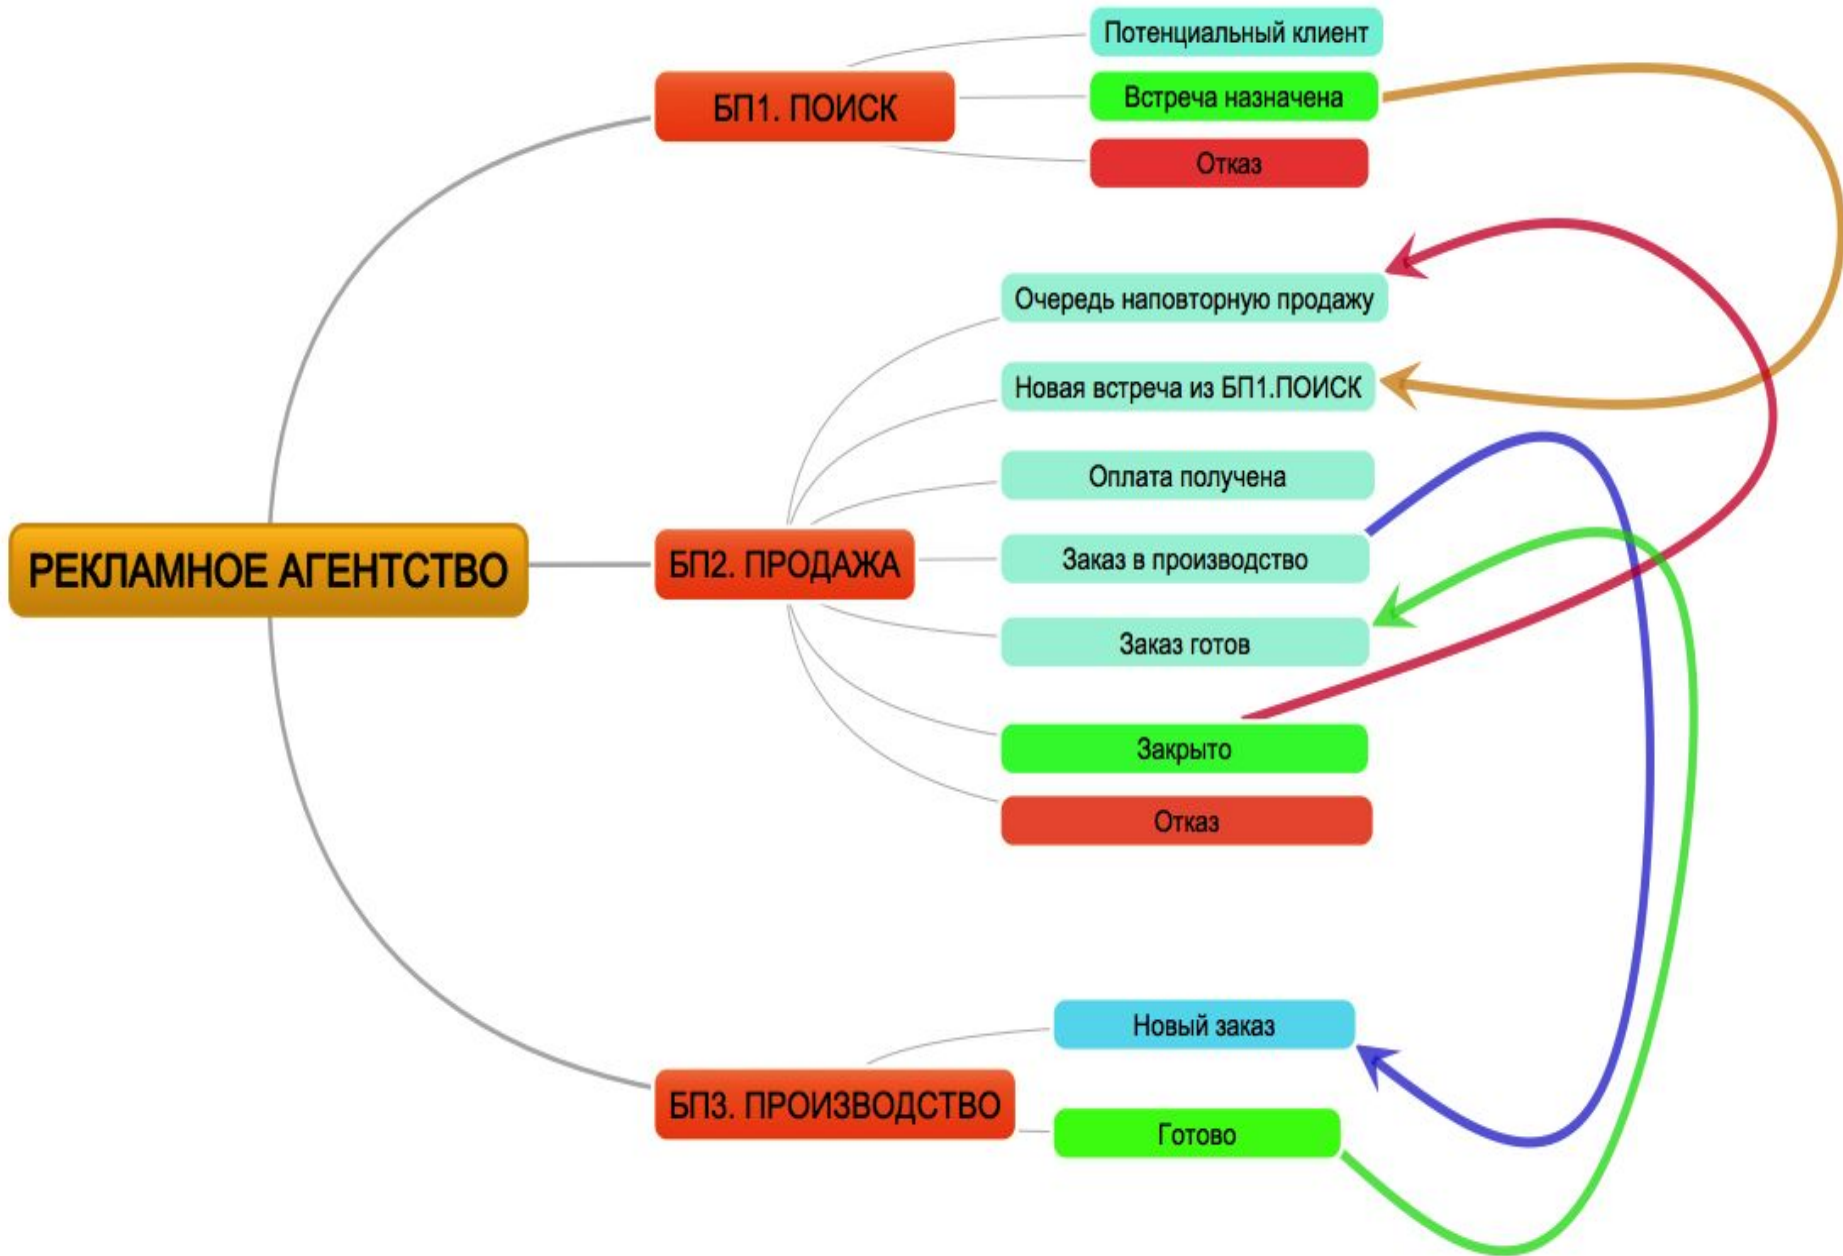 РЕКЛАМНОЕ АГЕНТСТВО
БП1. ПОИСК
Потенциальный клиент
Встреча назначена
Отказ
БП2. ПРОДАЖА
Очередь наповторную продажу
Новая встреча из БП1.ПОИСК
Оплата получена
Заказ в производство
Заказ готов
Закрыто
Отказ
БП3. ПРОИЗВОДСТВО
Новый заказ
Готово